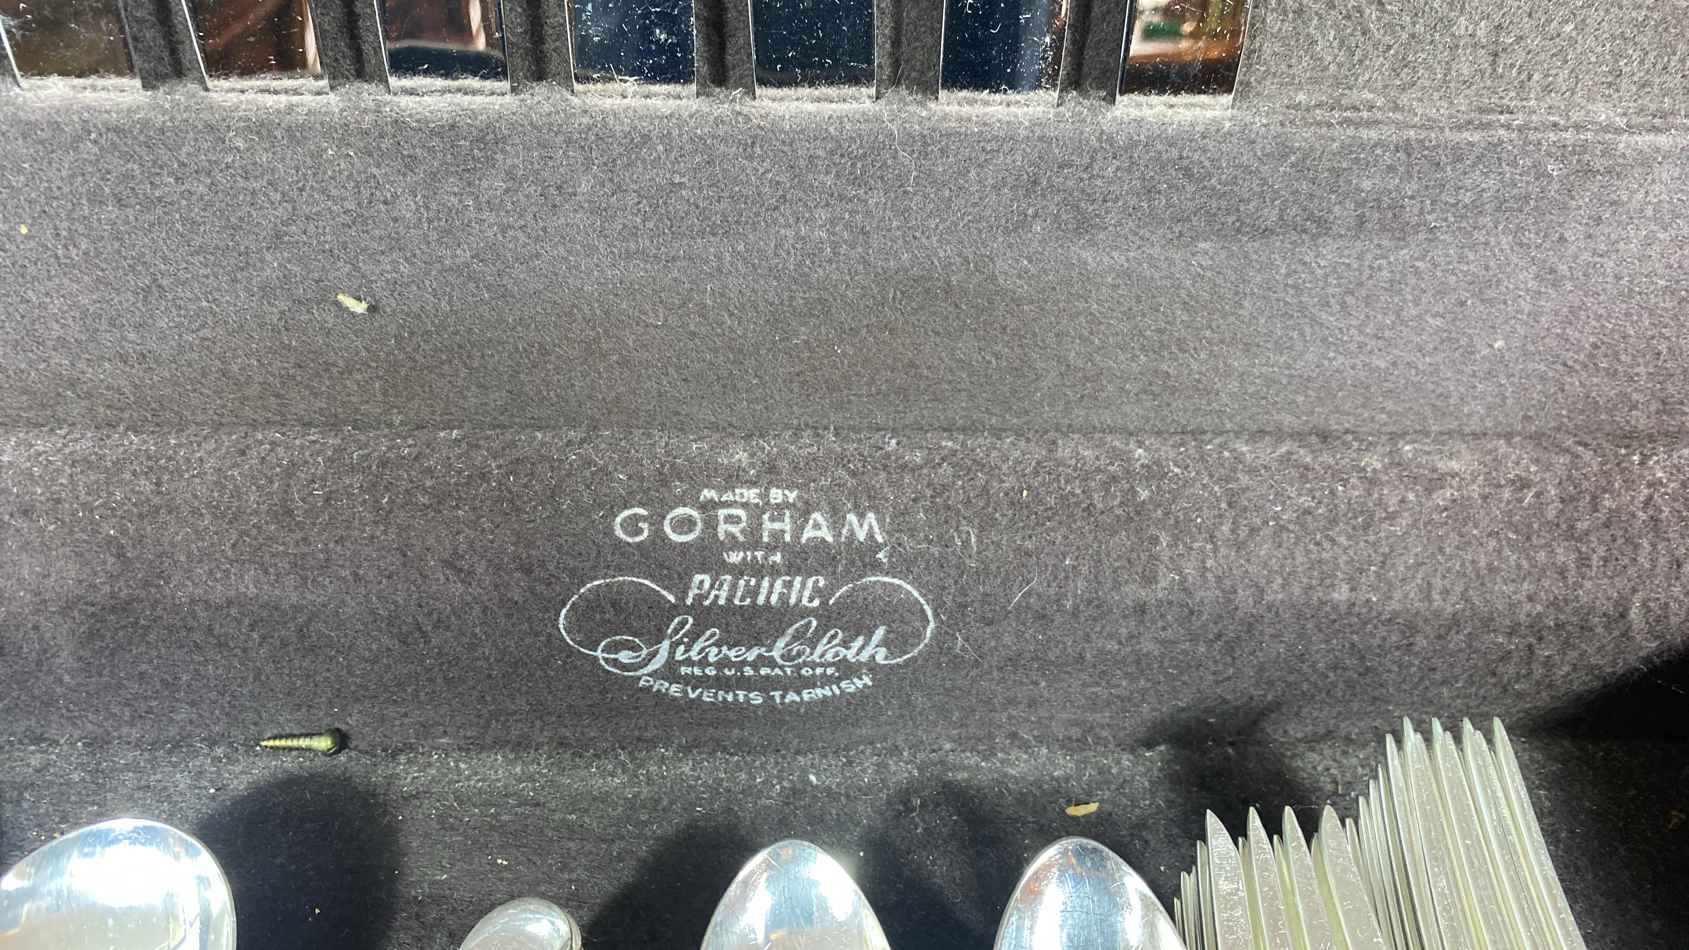 MADE BY
GORHAM
WITH
PACIFIC
Silver Cloth
REG. U.S. PAT. OFF.
PREVENTS TARNISH